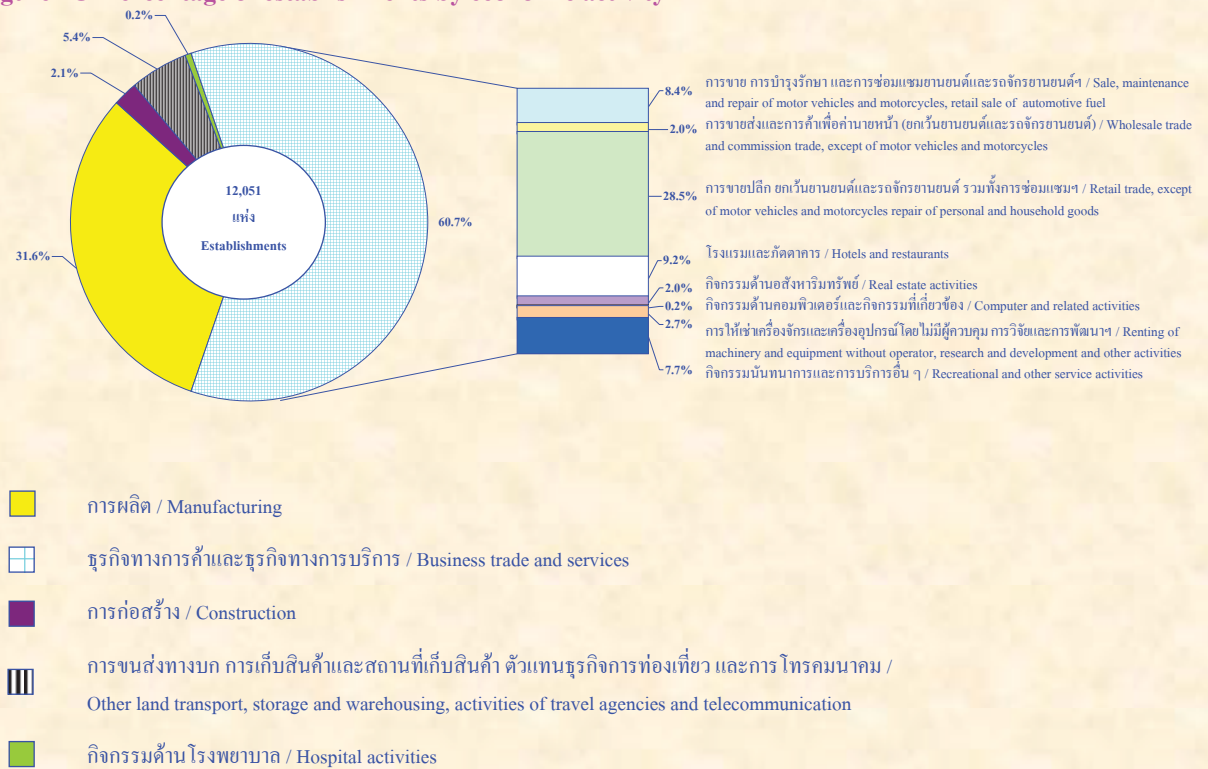 0.2%
5.4%
2.1%
31.6%
60.7%
12,051
แห่ง
Establishments
8.4% การขาย การบำรุงรักษา และการซ่อมแซมยานยนต์และรถจักรยานยนต์ฯ / Sale, maintenance
and repair of motor vehicles and motorcycles, retail sale of automotive fuel
2.0% การขายส่งและการค้าเพื่อค่านายหน้า (ยกเว้นยานยนต์และรถจักรยานยนต์) / Wholesale trade
and commission trade, except of motor vehicles and motorcycles
28.5% การขายปลีก ยกเว้นยานยนต์และรถจักรยานยนต์ รวมทั้งการซ่อมแซมฯ / Retail trade, except
of motor vehicles and motorcycles repair of personal and household goods
9.2% โรงแรมและภัตตาคาร / Hotels and restaurants
2.0% กิจกรรมด้านอสังหาริมทรัพย์ / Real estate activities
0.2% กิจกรรมด้านคอมพิวเตอร์และกิจกรรมที่เกี่ยวข้อง / Computer and related activities
2.7% การให้เช่าเครื่องจักรและเครื่องอุปกรณ์โดยไม่มีผู้ควบคุม การวิจัยและการพัฒนาฯ / Renting of
machinery and equipment without operator, research and development and other activities
7.7% กิจกรรมนันทนาการและการบริการอื่น ๆ / Recreational and other service activities
การผลิต / Manufacturing
ธุรกิจทางการค้าและธุรกิจทางการบริการ / Business trade and services
การก่อสร้าง / Construction
การขนส่งทางบก การเก็บสินค้าและสถานที่เก็บสินค้า ตัวแทนธุรกิจการท่องเที่ยว และการโทรคมนาคม /
Other land transport, storage and warehousing, activities of travel agencies and telecommunication
กิจกรรมด้านโรงพยาบาล / Hospital activities